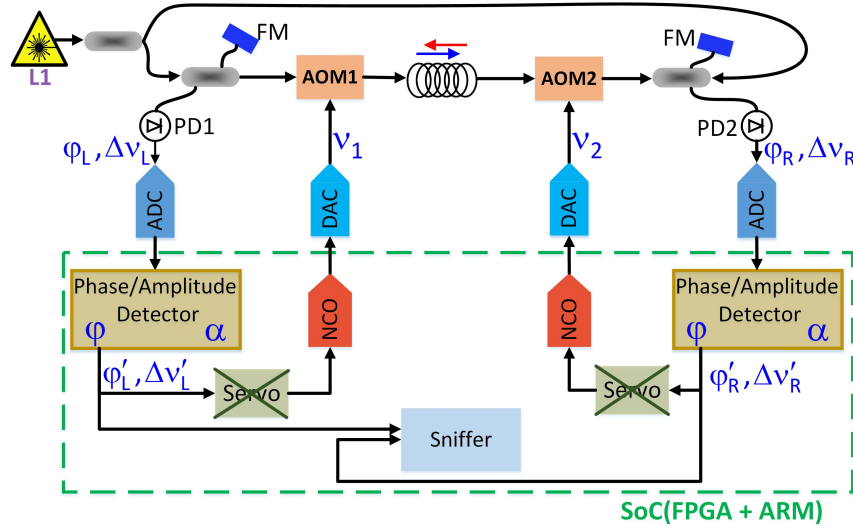 L1
FM
FM
AOM1
AOM2
PD1
PD2
φL, ΔνL
ν1
ν2
φR, ΔνR
ADC
DAC
DAC
ADC
Phase/Amplitude
Detector
φ α
NCO
NCO
Phase/Amplitude
Detector
φ α
φ′L, Δν′L
Servo
Servo
φ′R, Δν′R
Sniffer
SoC(FPGA + ARM)